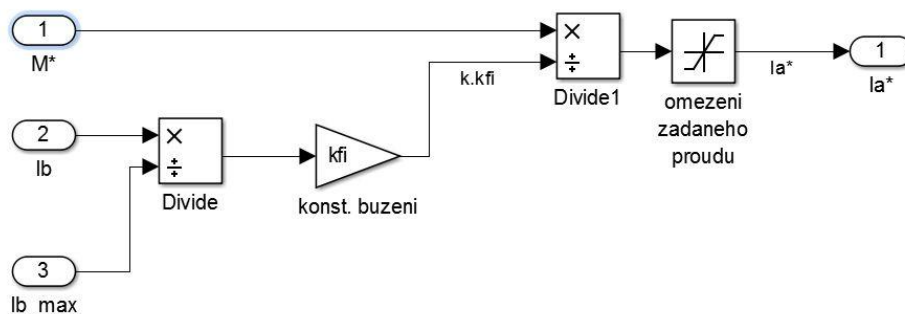 1
M*
2
Ib
3
Ib_max
×
÷
Divide
kfi
konst. buzeni
k.kfi
×
÷
Divide1
omezeni
zadaneho
proudu
Ia*
1
Ia*